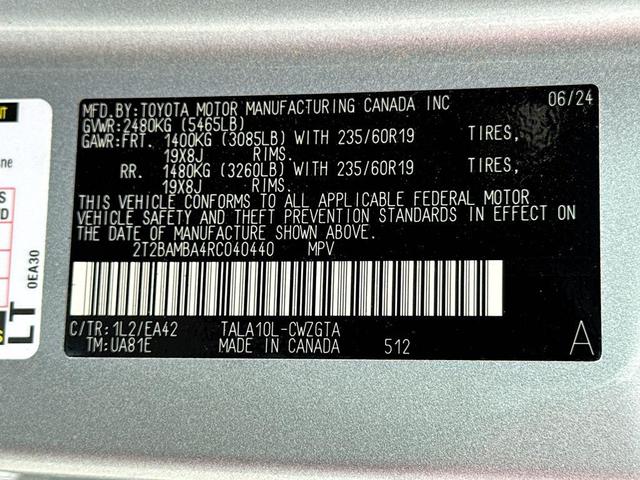 MFD.BY:TOYOTA MOTOR MANUFACTURING CANADA INC 06/24
GVWR:2480KG (5465LB)
GAWR:FRT. 1400KG (3085LB) WITH 235/60R19 TIRES,
19X8J RIMS.
RR. 1480KG (3260LB) WITH 235/60R19 TIRES,
19X8J RIMS.
THIS VEHICLE CONFORMS TO ALL APPLICABLE FEDERAL MOTOR
VEHICLE SAFETY AND THEFT PREVENTION STANDARDS IN EFFECT ON
THE DATE OF MANUFACTURE SHOWN ABOVE.
2T2BAMBA4RC040440 MPV
C/TR:1L2/EA42 TALA10L-CWZGTA
TM:UA81E MADE IN CANADA 512 A
0EA30
LT